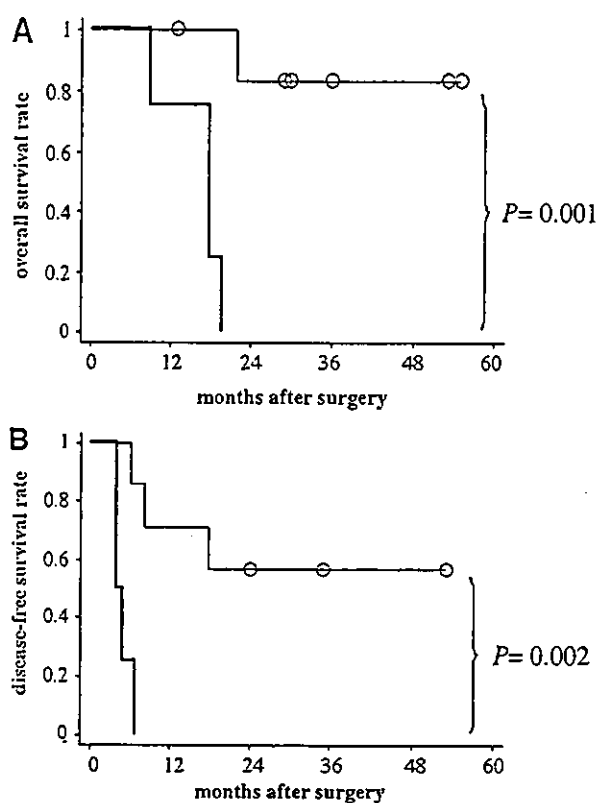 A
overall survival rate
1
0.8
0.6
0.4
0.2
0
P= 0.001
0 12 24 36 48 60
months after surgery
B
disease-free survival rate
1
0.8
0.6
0.4
0.2
0
P= 0.002
0 12 24 36 48 60
months after surgery